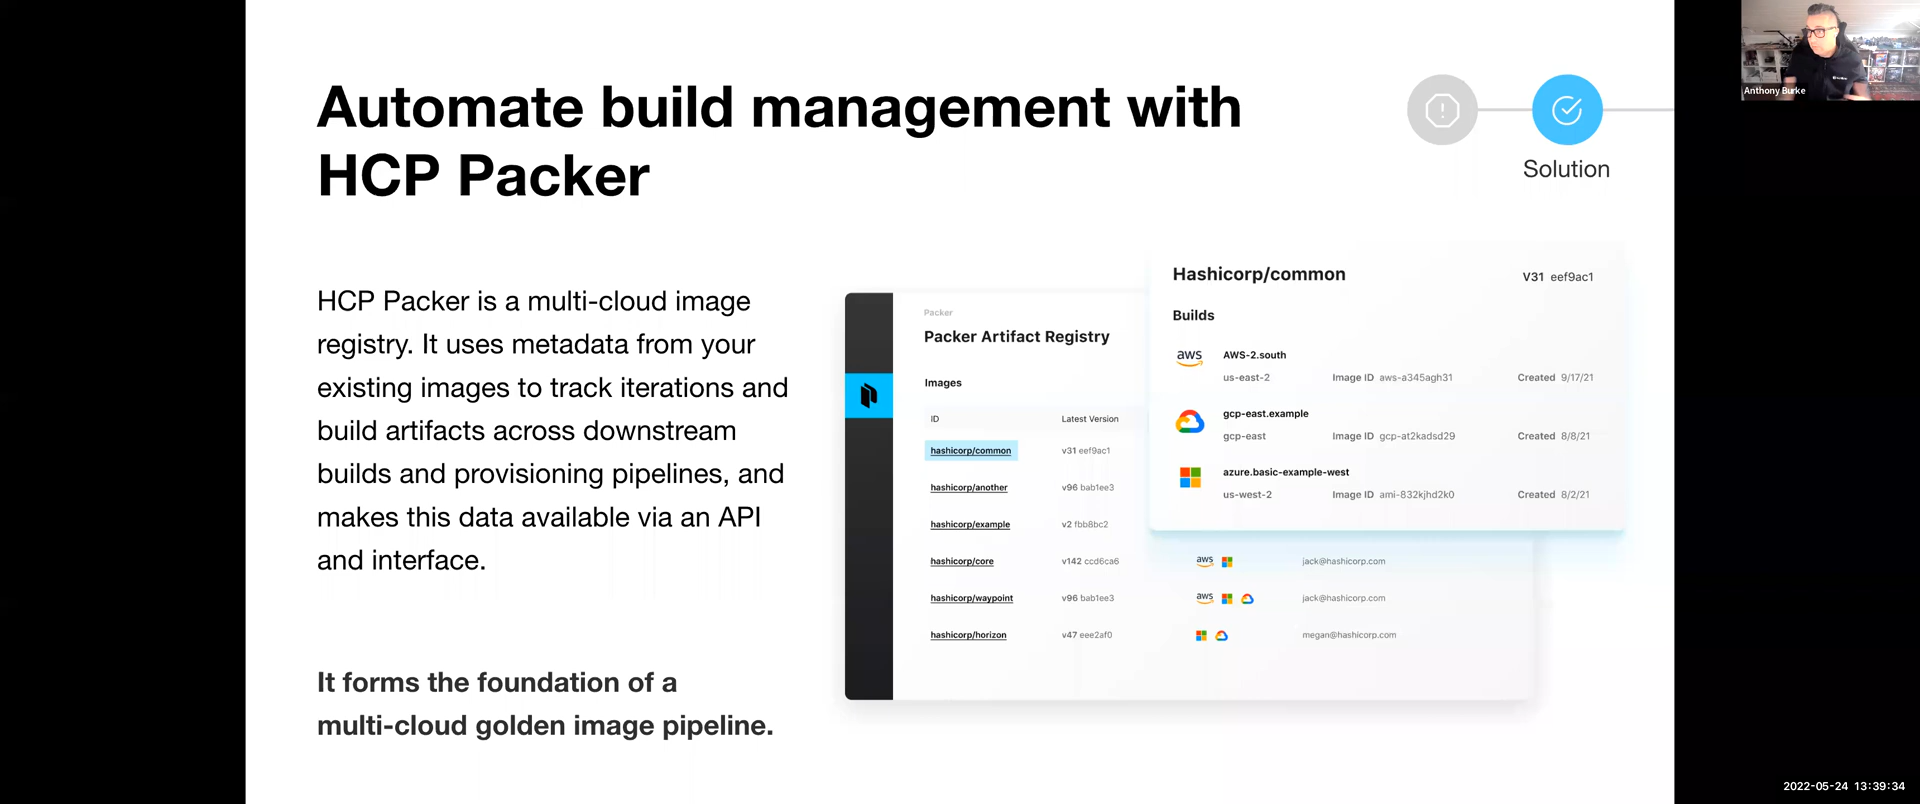 Automate build management with
HCP Packer
Solution
HCP Packer is a multi-cloud image
registry. It uses metadata from your
existing images to track iterations and
build artifacts across downstream
builds and provisioning pipelines, and
makes this data available via an API
and interface.
It forms the foundation of a
multi-cloud golden image pipeline.
Packer
Packer Artifact Registry
Images
ID Latest Version
hashicorp/common v31 eef9ac1
hashicorp/another v96 bab1ee3
hashicorp/example v2 fbb8bc2
hashicorp/core v142 ccd6ca6 aws jack@hashicorp.com
hashicorp/waypoint v96 bab1ee3 aws jack@hashicorp.com
hashicorp/horizon v47 eee2af0 megan@hashicorp.com
Hashicorp/common V31 eef9ac1
Builds
aws AWS-2.south
us-east-2 Image ID aws-a345agh31 Created 9/17/21
gcp-east.example
gcp-east Image ID gcp-at2kadsd29 Created 8/8/21
azure.basic-example-west
us-west-2 Image ID ami-832kjhd2k0 Created 8/2/21
Anthony Burke
2022-05-24 13:39:34